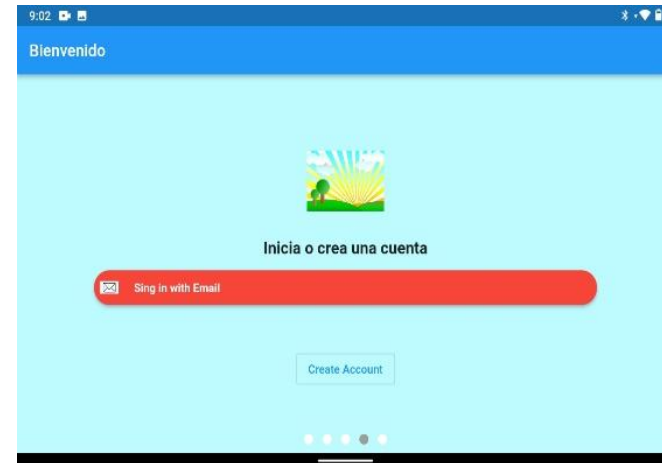 9:02
Bienvenido
Inicia o crea una cuenta
Sing in with Email
Create Account